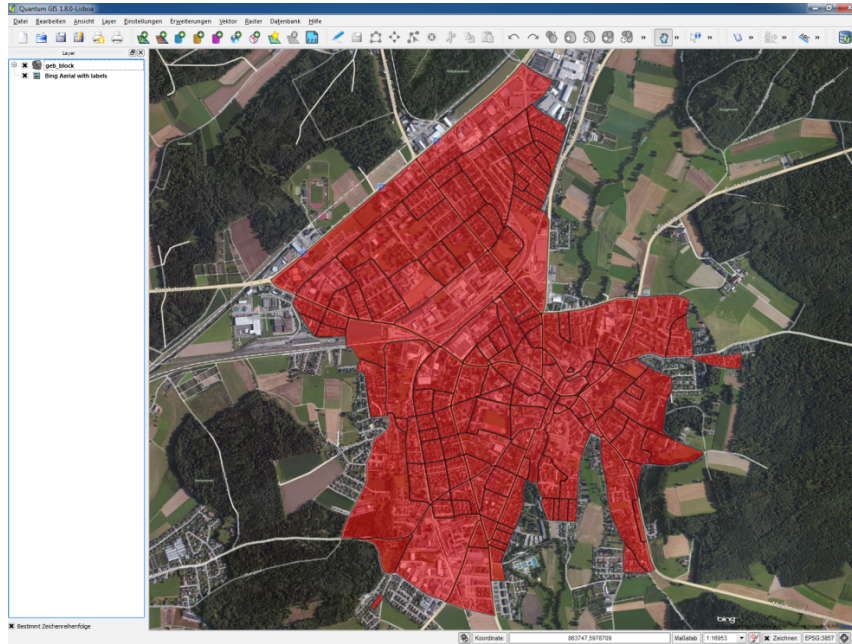 Quantum GIS 1.8.0-Lisboa
Datei Bearbeiten Ansicht Layer Einstellungen Erweiterungen Vektor Raster Datenbank Hilfe
Layer
geb_block
Bing Aerial with labels
bing
Bestimmt Zeichenreihenfolge
Koordinate: 863747,5978709 Maßstab 1:16953 Zeichnen EPSG:3857